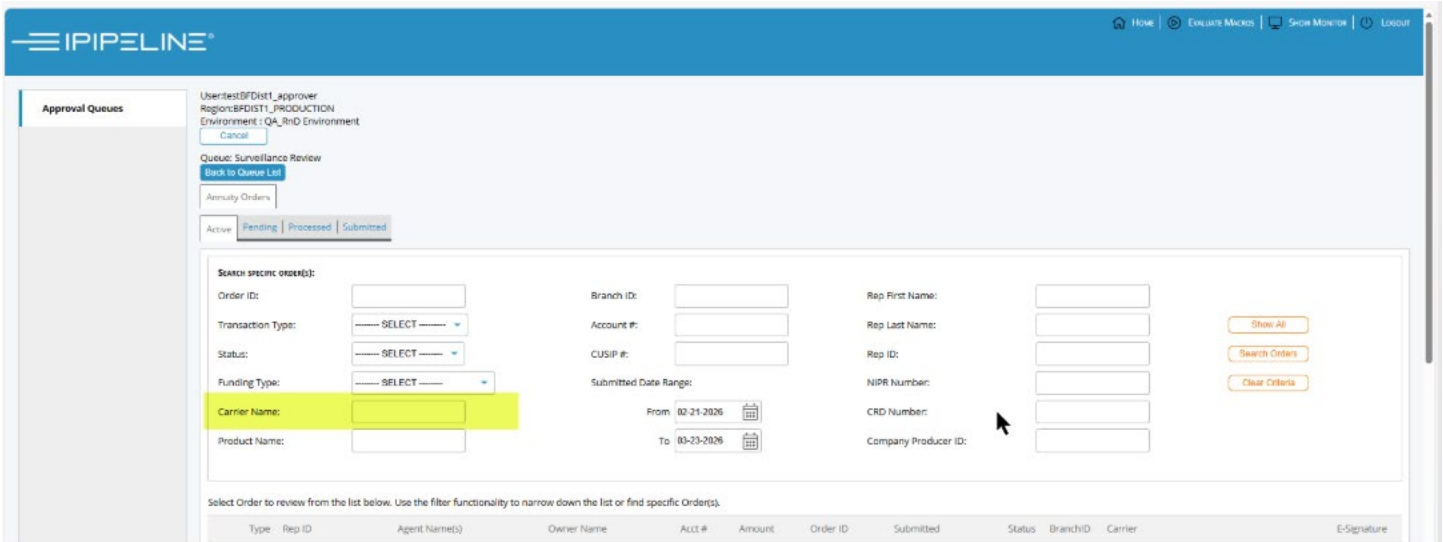 IPIPELINE®
Home | Evaluate Macros | Show Monitor | Logout
Approval Queues
User:testBFDist1_approver
Region:BFDIST1_PRODUCTION
Environment : QA_RnD Environment
Cancel
Queue: Surveillance Review
Back to Queue List
Annuity Orders
Active | Pending | Processed | Submitted
Search specific order(s):
Order ID: Branch ID: Rep First Name:
Transaction Type: --------- SELECT --------- Account #: Rep Last Name: Show All
Status: --------- SELECT --------- CUSIP #: Rep ID: Search Orders
Funding Type: -------- SELECT -------- Submitted Date Range: NIPR Number: Clear Criteria
Carrier Name: From 02-21-2026 CRD Number:
Product Name: To 03-23-2026 Company Producer ID:
Select Order to review from the list below. Use the filter functionality to narrow down the list or find specific Order(s).
Type Rep ID Agent Name(s) Owner Name Acct # Amount Order ID Submitted Status BranchID Carrier E-Signature